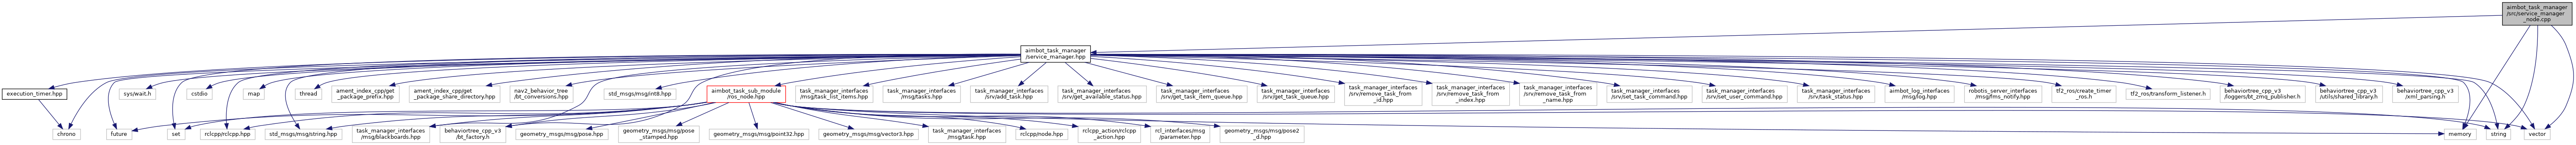 aimbot_task_manager
/src/service_manager
_node.cpp
aimbot_task_manager
/service_manager.hpp
execution_timer.hpp
sys/wait.h
cstdio
map
thread
ament_index_cpp/get
_package_prefix.hpp
ament_index_cpp/get
_package_share_directory.hpp
nav2_behavior_tree
/bt_conversions.hpp
std_msgs/msg/int8.hpp
aimbot_task_sub_module
/ros_node.hpp
task_manager_interfaces
/msg/task_list_items.hpp
task_manager_interfaces
/msg/tasks.hpp
task_manager_interfaces
/srv/add_task.hpp
task_manager_interfaces
/srv/get_available_status.hpp
task_manager_interfaces
/srv/get_task_item_queue.hpp
task_manager_interfaces
/srv/get_task_queue.hpp
task_manager_interfaces
/srv/remove_task_from
_id.hpp
task_manager_interfaces
/srv/remove_task_from
_index.hpp
task_manager_interfaces
/srv/remove_task_from
_name.hpp
task_manager_interfaces
/srv/set_task_command.hpp
task_manager_interfaces
/srv/set_user_command.hpp
task_manager_interfaces
/srv/task_status.hpp
aimbot_log_interfaces
/msg/log.hpp
robotis_server_interfaces
/msg/fms_notify.hpp
tf2_ros/create_timer
_ros.h
tf2_ros/transform_listener.h
behaviortree_cpp_v3
/loggers/bt_zmq_publisher.h
behaviortree_cpp_v3
/utils/shared_library.h
behaviortree_cpp_v3
/xml_parsing.h
chrono
future
set
rclcpp/rclcpp.hpp
std_msgs/msg/string.hpp
task_manager_interfaces
/msg/blackboards.hpp
behaviortree_cpp_v3
/bt_factory.h
geometry_msgs/msg/pose.hpp
geometry_msgs/msg/pose
_stamped.hpp
geometry_msgs/msg/point32.hpp
geometry_msgs/msg/vector3.hpp
task_manager_interfaces
/msg/task.hpp
rclcpp/node.hpp
rclcpp_action/rclcpp
_action.hpp
rcl_interfaces/msg
/parameter.hpp
geometry_msgs/msg/pose2
_d.hpp
memory
string
vector